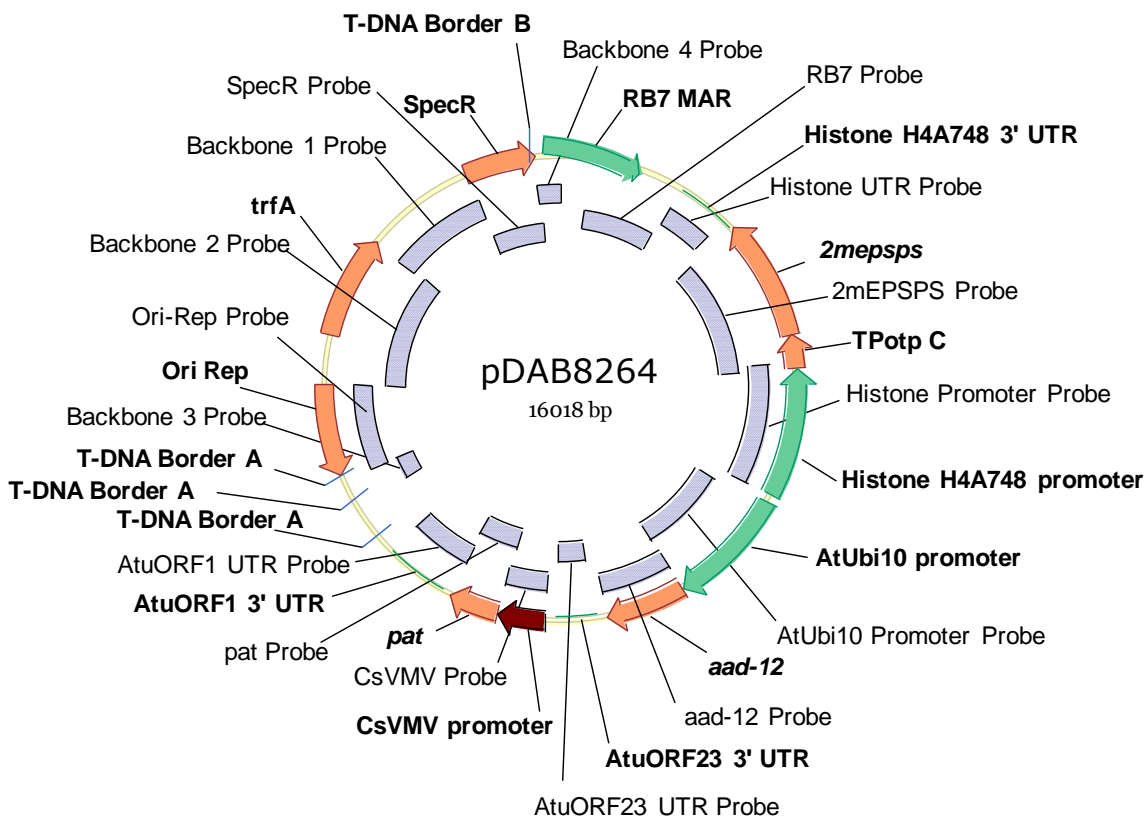 T-DNA Border B
Backbone 4 Probe
SpecR Probe
RB7 Probe
SpecR
RB7 MAR
Backbone 1 Probe
Histone H4A748 3' UTR
Histone UTR Probe
trfA
Backbone 2 Probe
2mepsps
2mEPSPS Probe
Ori-Rep Probe
TPotp C
Ori Rep
pDAB8264
16018 bp
Histone Promoter Probe
Backbone 3 Probe
T-DNA Border A
Histone H4A748 promoter
T-DNA Border A
T-DNA Border A
AtUbi10 promoter
AtuORF1 UTR Probe
AtuORF1 3' UTR
AtUbi10 Promoter Probe
pat
pat Probe
aad-12
CsVMV Probe
aad-12 Probe
CsVMV promoter
AtuORF23 3' UTR
AtuORF23 UTR Probe